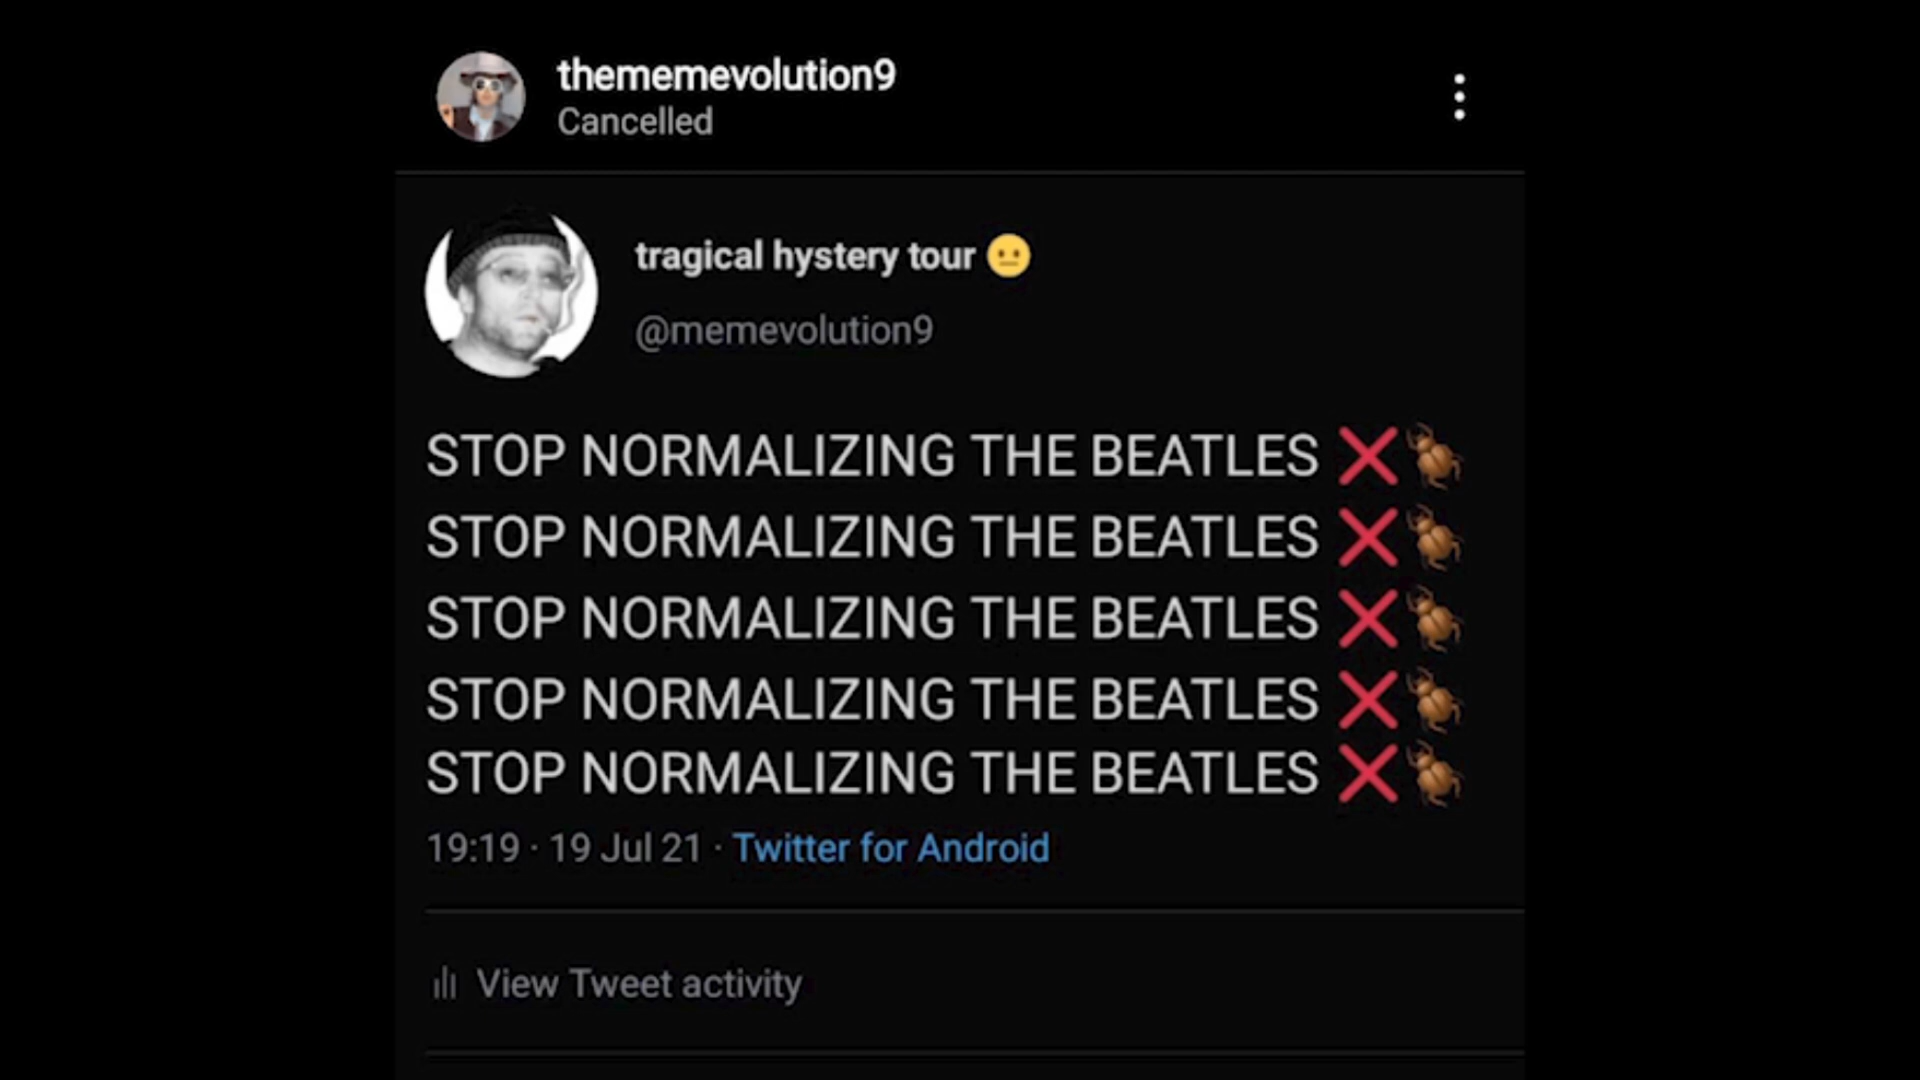 thememevolution9
Cancelled
tragical hystery tour 😐
@memevolution9
STOP NORMALIZING THE BEATLES ❌🪲
STOP NORMALIZING THE BEATLES ❌🪲
STOP NORMALIZING THE BEATLES ❌🪲
STOP NORMALIZING THE BEATLES ❌🪲
STOP NORMALIZING THE BEATLES ❌🪲
19:19 · 19 Jul 21 · Twitter for Android
View Tweet activity